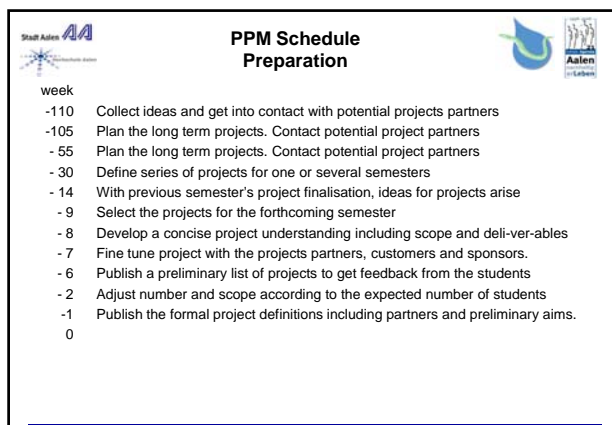 Stadt Aalen
Hochschule Aalen
PPM Schedule
Preparation
Aalen
nachhaltig
erLeben
week
-110 Collect ideas and get into contact with potential projects partners
-105 Plan the long term projects. Contact potential project partners
- 55 Plan the long term projects. Contact potential project partners
- 30 Define series of projects for one or several semesters
- 14 With previous semester's project finalisation, ideas for projects arise
- 9 Select the projects for the forthcoming semester
- 8 Develop a concise project understanding including scope and deli-ver-ables
- 7 Fine tune project with the projects partners, customers and sponsors.
- 6 Publish a preliminary list of projects to get feedback from the students
- 2 Adjust number and scope according to the expected number of students
-1 Publish the formal project definitions including partners and preliminary aims.
0